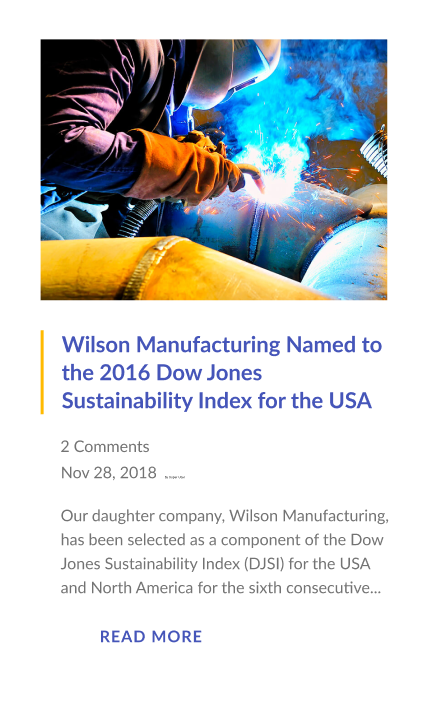 Wilson Manufacturing Named to
the 2016 Dow Jones
Sustainability Index for the USA
2 Comments
Nov 28, 2018
Our daughter company, Wilson Manufacturing,
has been selected as a component of the Dow
Jones Sustainability Index (DJSI) for the USA
and North America for the sixth consecutive...
READ MORE